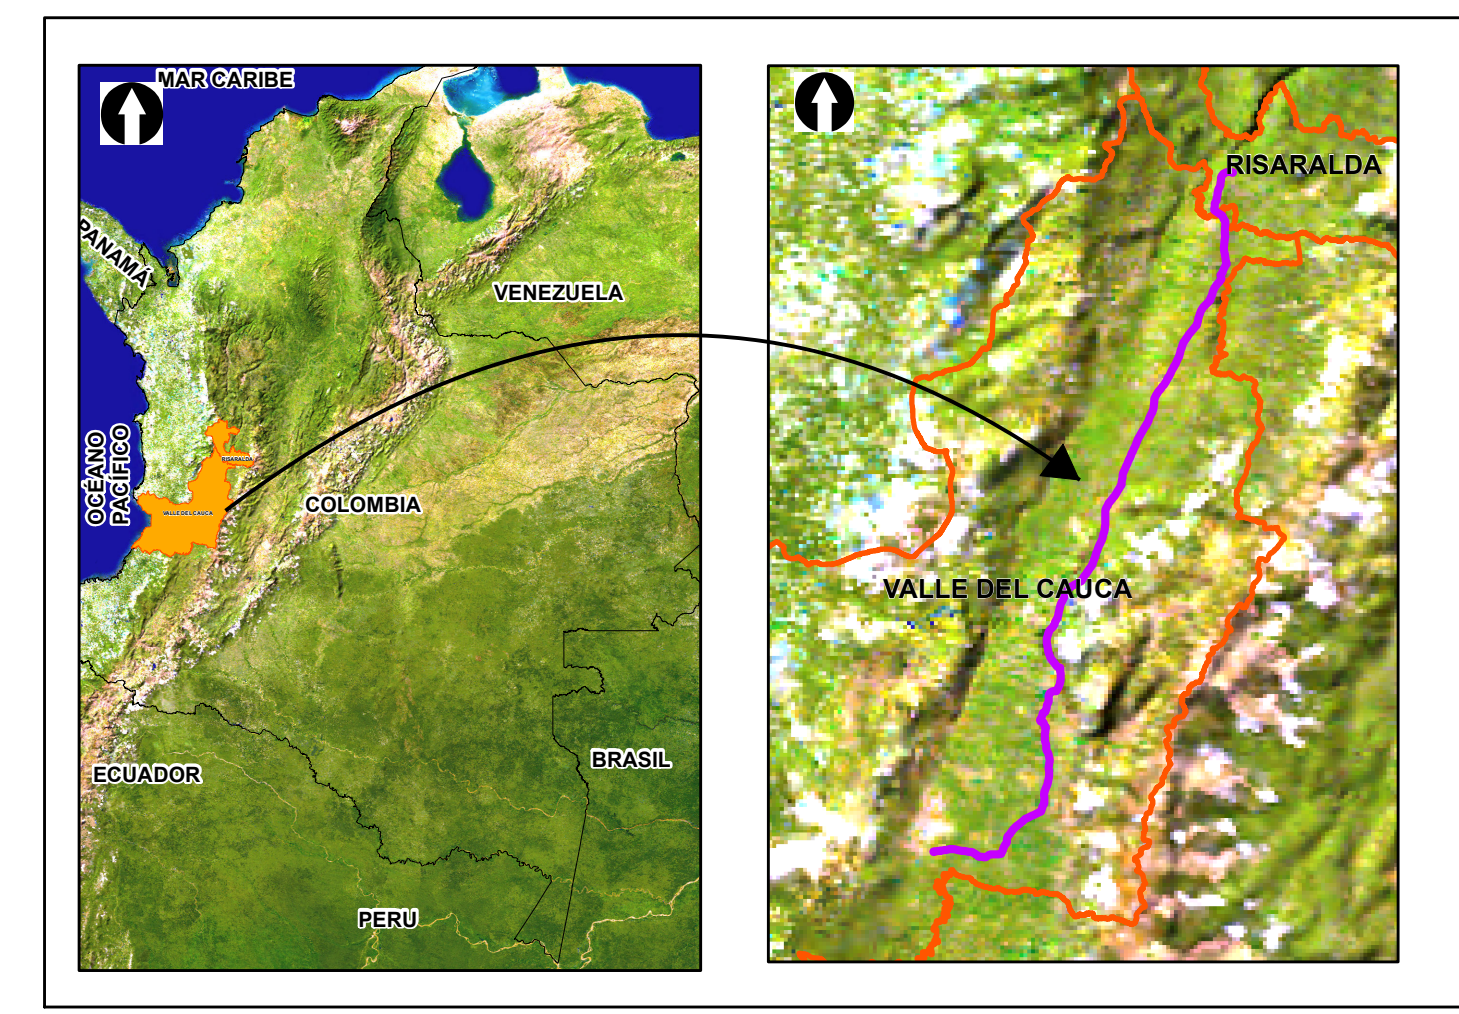 MAR CARIBE
PANAMÁ
VENEZUELA
OCÉANO
PACÍFICO
RISARALDA
COLOMBIA
VALLE DEL CAUCA
ECUADOR
BRASIL
PERU
RISARALDA
VALLE DEL CAUCA